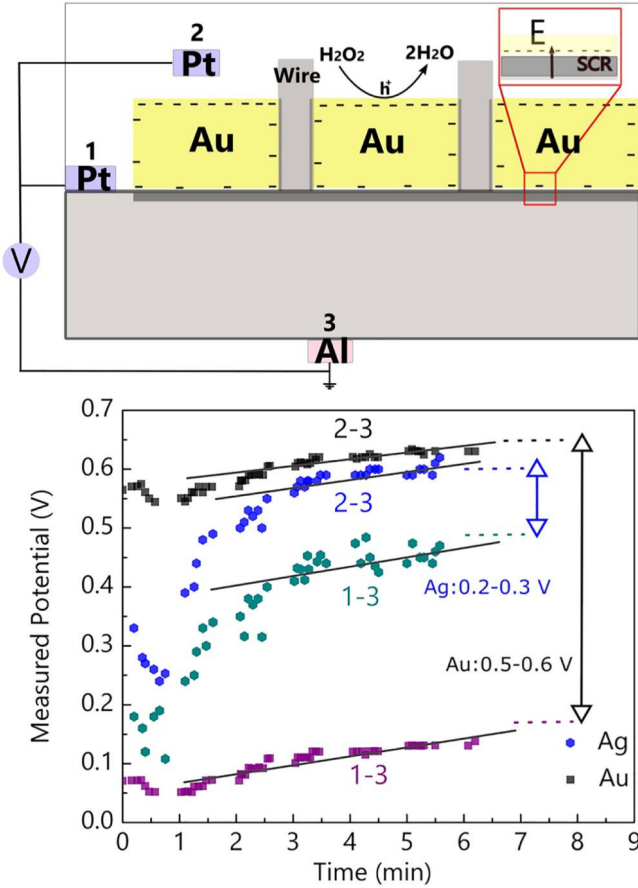 2
Pt
H₂O₂
2H₂O
Wire
h⁺
E
SCR
Au
Au
Au
1
Pt
V
3
Al
0.7
0.6
0.5
0.4
0.3
0.2
0.1
0.0
Measured Potential (V)
2-3
2-3
1-3
Ag:0.2-0.3 V
Au:0.5-0.6 V
1-3
Ag
Au
0 1 2 3 4 5 6 7 8 9
Time (min)